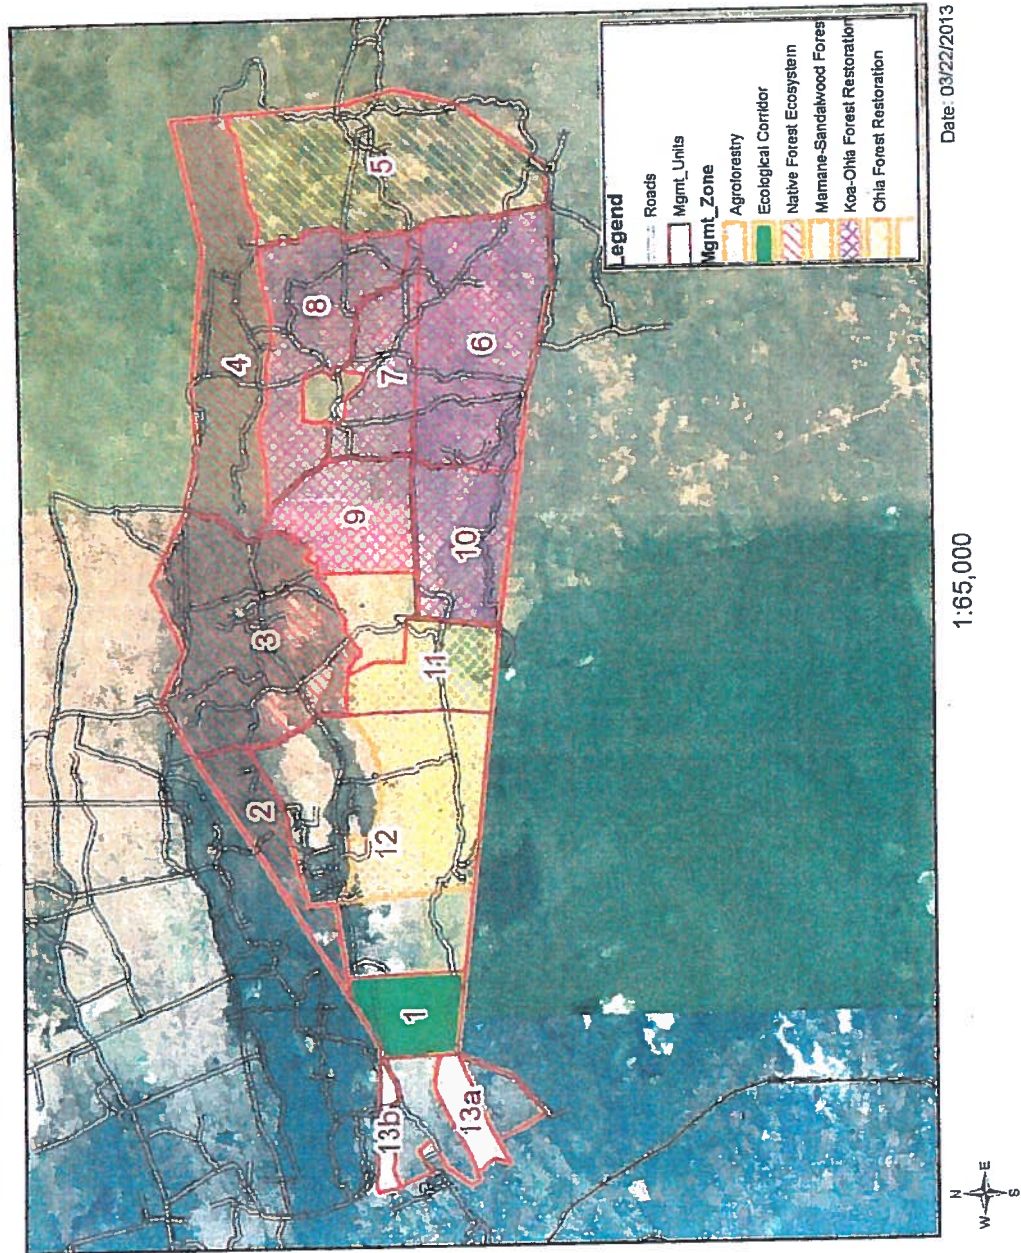 Legend
Roads
Mgmt_Units
Mgmt_Zone
Agroforestry
Ecological Corridor
Native Forest Ecosystem
Mamane-Sandalwood Fores
Koa-Ohia Forest Restoration
Ohia Forest Restoration
1
2
3
4
5
6
7
8
9
10
11
12
13a
13b
1:65,000
Date: 03/22/2013
N
W
E
S